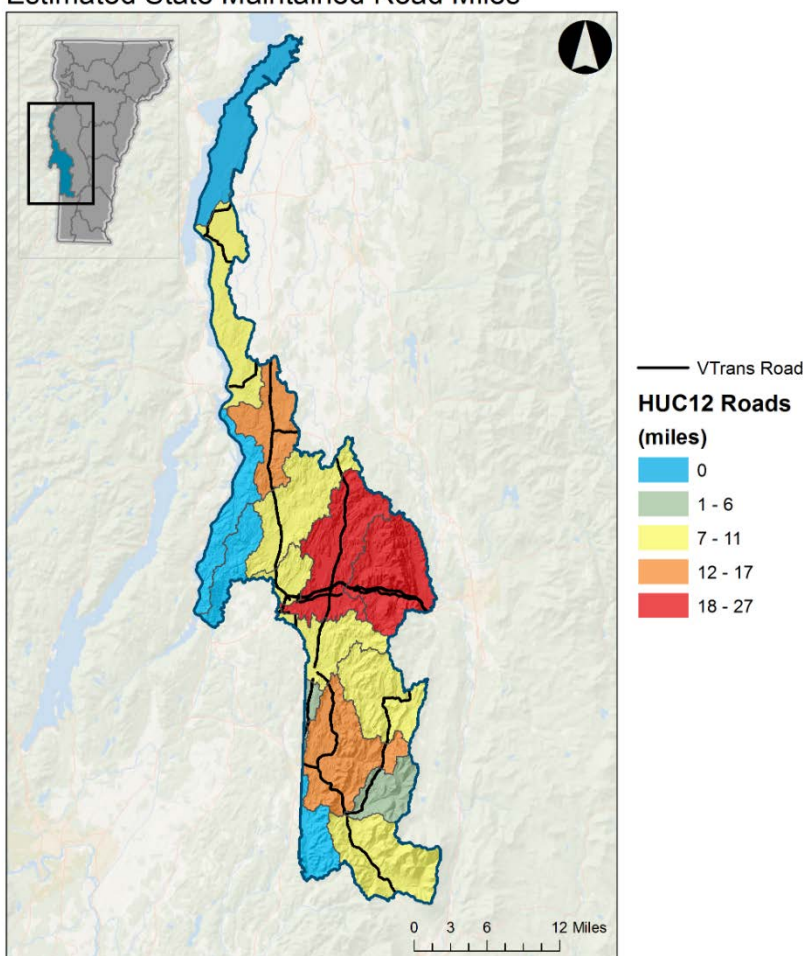 Estimated State Maintained Road Miles
VTrans Road
HUC12 Roads
(miles)
0
1 - 6
7 - 11
12 - 17
18 - 27
0 3 6 12 Miles